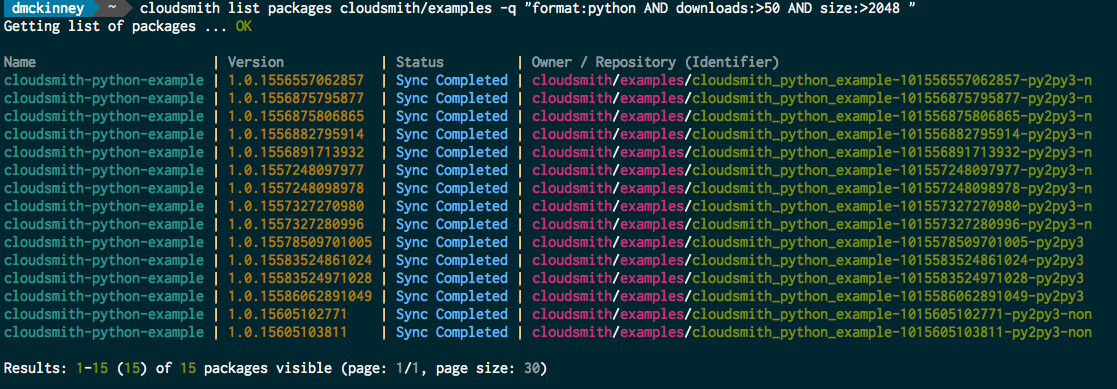 dmckinney ~ cloudsmith list packages cloudsmith/examples -q "format:python AND downloads:>50 AND size:>2048 "
Getting list of packages ... OK
Name | Version | Status | Owner / Repository (Identifier)
cloudsmith-python-example | 1.0.1556557062857 | Sync Completed | cloudsmith/examples/cloudsmith_python_example-101556557062857-py2py3-n
cloudsmith-python-example | 1.0.1556875795877 | Sync Completed | cloudsmith/examples/cloudsmith_python_example-101556875795877-py2py3-n
cloudsmith-python-example | 1.0.1556875806865 | Sync Completed | cloudsmith/examples/cloudsmith_python_example-101556875806865-py2py3-n
cloudsmith-python-example | 1.0.1556882795914 | Sync Completed | cloudsmith/examples/cloudsmith_python_example-101556882795914-py2py3-n
cloudsmith-python-example | 1.0.1556891713932 | Sync Completed | cloudsmith/examples/cloudsmith_python_example-101556891713932-py2py3-n
cloudsmith-python-example | 1.0.1557248097977 | Sync Completed | cloudsmith/examples/cloudsmith_python_example-101557248097977-py2py3-n
cloudsmith-python-example | 1.0.1557248098978 | Sync Completed | cloudsmith/examples/cloudsmith_python_example-101557248098978-py2py3-n
cloudsmith-python-example | 1.0.1557327270980 | Sync Completed | cloudsmith/examples/cloudsmith_python_example-101557327270980-py2py3-n
cloudsmith-python-example | 1.0.1557327280996 | Sync Completed | cloudsmith/examples/cloudsmith_python_example-101557327280996-py2py3-n
cloudsmith-python-example | 1.0.15578509701005 | Sync Completed | cloudsmith/examples/cloudsmith_python_example-1015578509701005-py2py3
cloudsmith-python-example | 1.0.15583524861024 | Sync Completed | cloudsmith/examples/cloudsmith_python_example-1015583524861024-py2py3
cloudsmith-python-example | 1.0.15583524971028 | Sync Completed | cloudsmith/examples/cloudsmith_python_example-1015583524971028-py2py3
cloudsmith-python-example | 1.0.15586062891049 | Sync Completed | cloudsmith/examples/cloudsmith_python_example-1015586062891049-py2py3
cloudsmith-python-example | 1.0.15605102771 | Sync Completed | cloudsmith/examples/cloudsmith_python_example-1015605102771-py2py3-non
cloudsmith-python-example | 1.0.15605103811 | Sync Completed | cloudsmith/examples/cloudsmith_python_example-1015605103811-py2py3-non
Results: 1-15 (15) of 15 packages visible (page: 1/1, page size: 30)